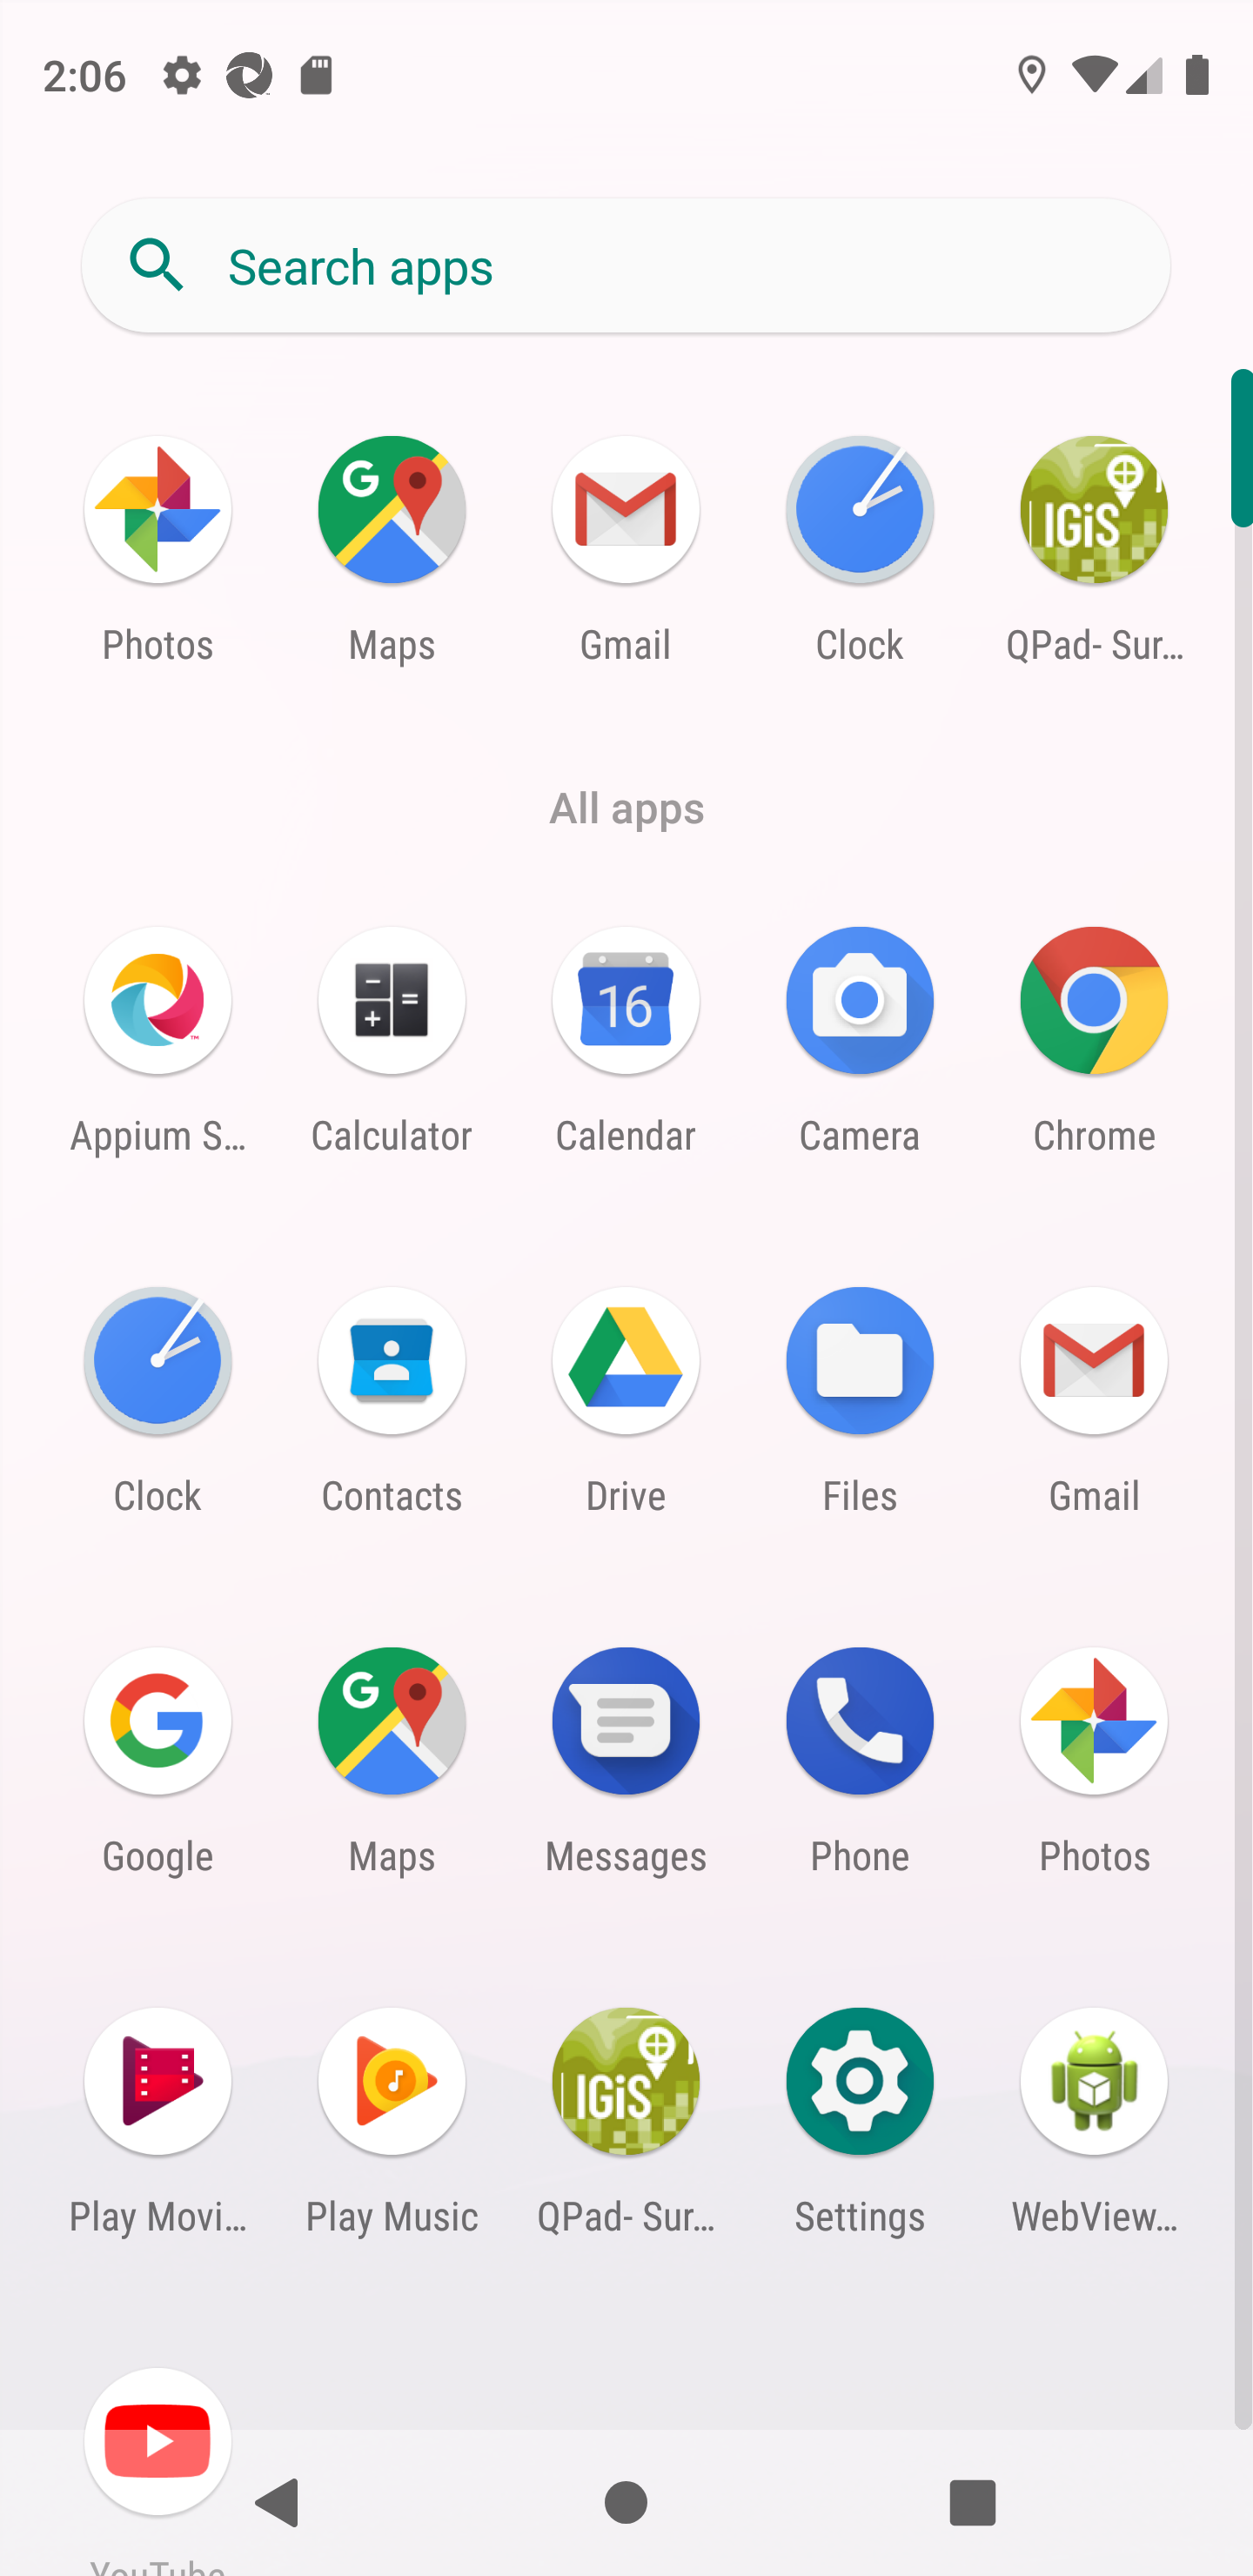 2:06
Search apps
G
IGiS
Photos
Maps
Gmail
Clock
QPad- Sur...
All apps
16
Appium S...
Calculator
Calendar
Camera
Chrome
Clock
Contacts
Drive
Files
Gmail
G
G
Google
Maps
Messages
Phone
Photos
IGiS
Play Movi...
Play Music
QPad- Sur...
Settings
WebView...
YouTube